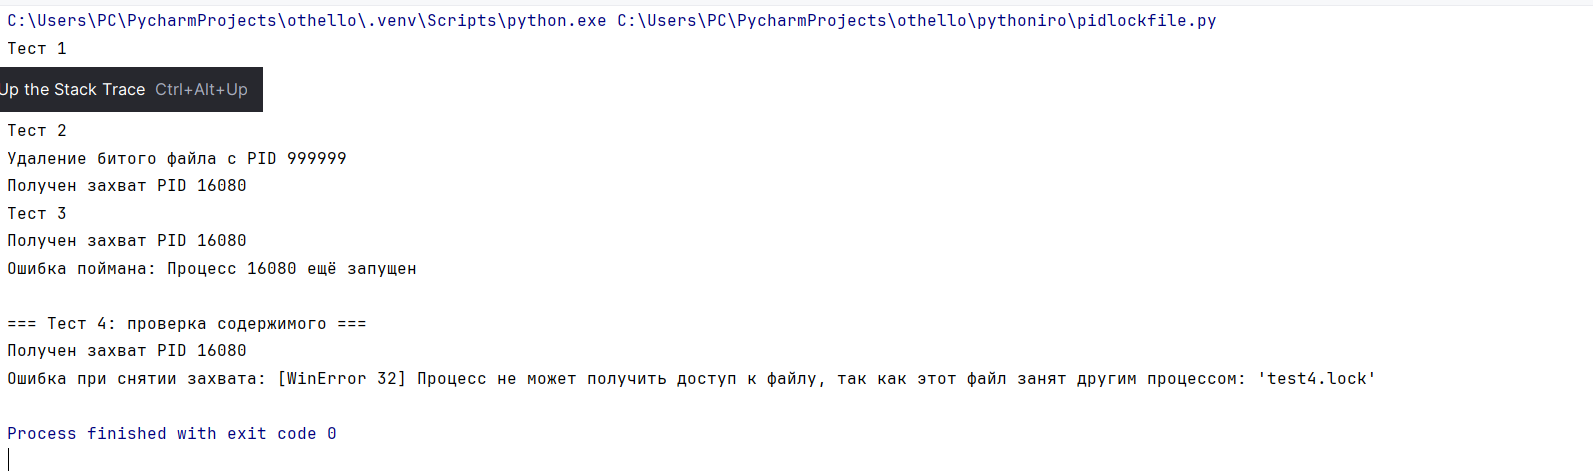 C:\Users\PC\PycharmProjects\othello\.venv\Scripts\python.exe C:\Users\PC\PycharmProjects\othello\pythoniro\pidlockfile.py
Тест 1
Up the Stack Trace Ctrl+Alt+Up
Тест 2
Удаление битого файла с PID 999999
Получен захват PID 16080
Тест 3
Получен захват PID 16080
Ошибка поймана: Процесс 16080 ещё запущен
=== Тест 4: проверка содержимого ===
Получен захват PID 16080
Ошибка при снятии захвата: [WinError 32] Процесс не может получить доступ к файлу, так как этот файл занят другим процессом: 'test4.lock'
Process finished with exit code 0